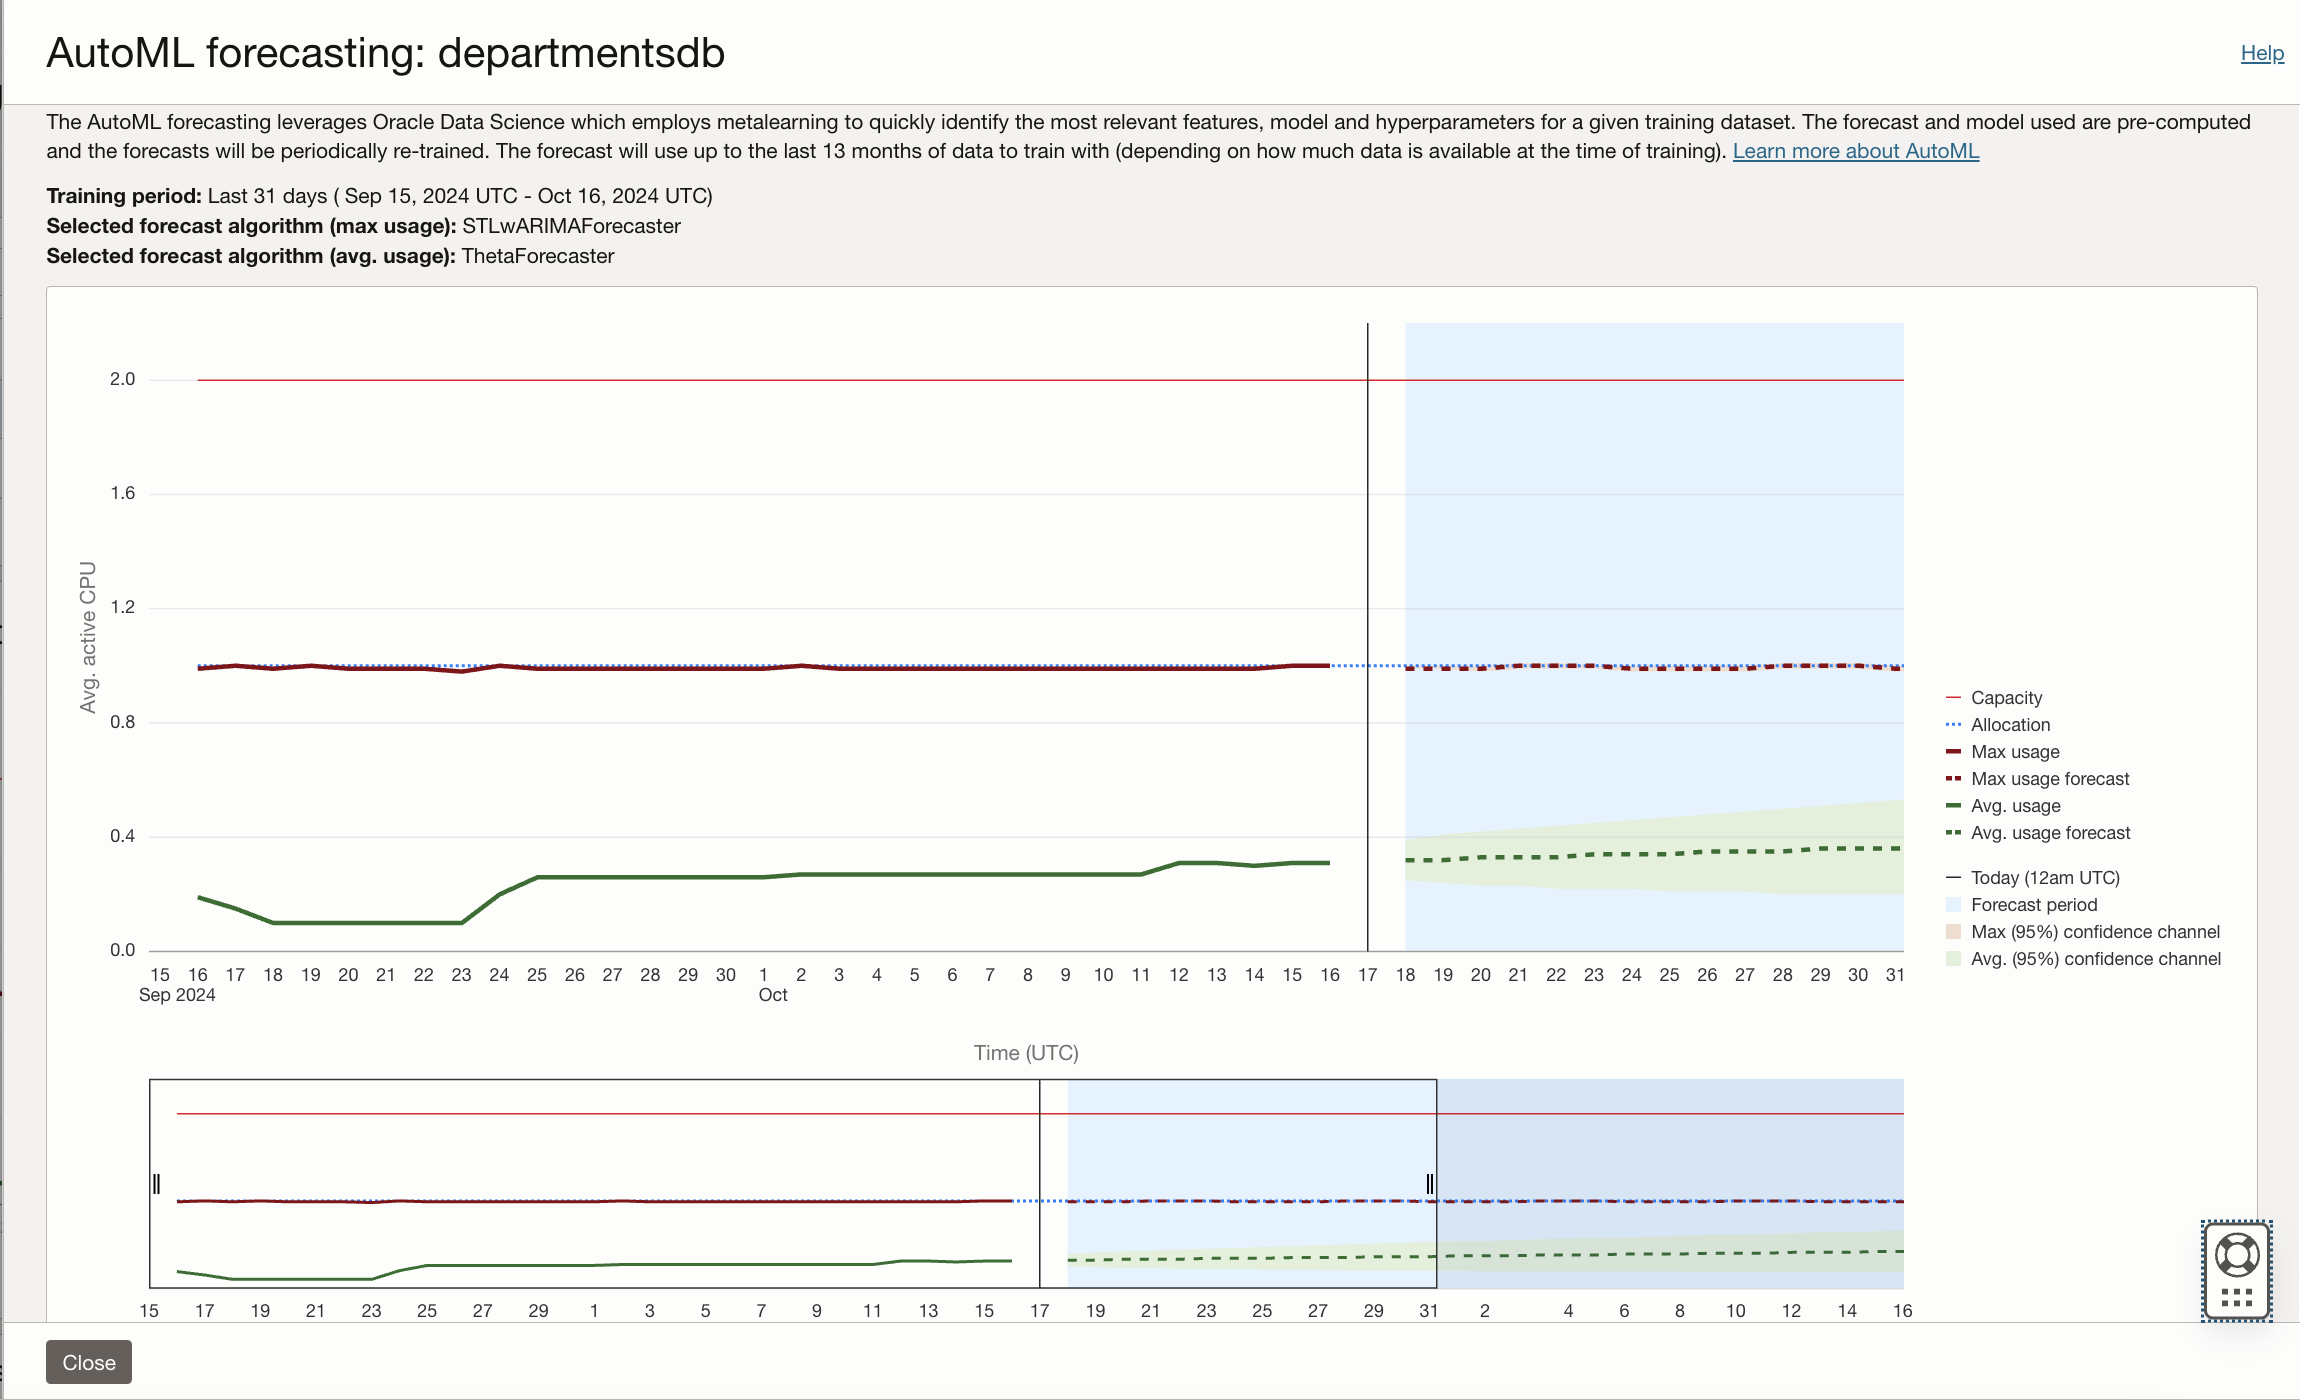 AutoML forecasting: departmentsdb
Help
The AutoML forecasting leverages Oracle Data Science which employs metalearning to quickly identify the most relevant features, model and hyperparameters for a given training dataset. The forecast and model used are pre-computed
and the forecasts will be periodically re-trained. The forecast will use up to the last 13 months of data to train with (depending on how much data is available at the time of training). Learn more about AutoML
Training period: Last 31 days ( Sep 15, 2024 UTC - Oct 16, 2024 UTC)
Selected forecast algorithm (max usage): STLwARIMAForecaster
Selected forecast algorithm (avg. usage): ThetaForecaster
Avg. active CPU
2.0
1.6
1.2
0.8
0.4
0.0
15 16 17 18 19 20 21 22 23 24 25 26 27 28 29 30 1 2 3 4 5 6 7 8 9 10 11 12 13 14 15 16 17 18 19 20 21 22 23 24 25 26 27 28 29 30 31
Sep 2024 Oct
Time (UTC)
Capacity
Allocation
Max usage
Max usage forecast
Avg. usage
Avg. usage forecast
Today (12am UTC)
Forecast period
Max (95%) confidence channel
Avg. (95%) confidence channel
15 17 19 21 23 25 27 29 1 3 5 7 9 11 13 15 17 19 21 23 25 27 29 31 2 4 6 8 10 12 14 16
Close